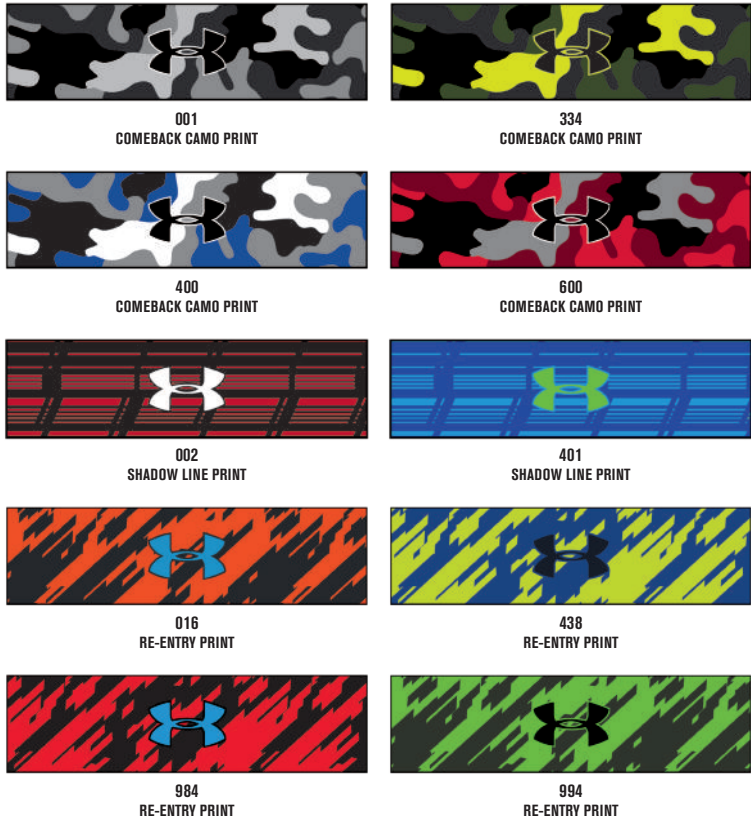 001
COMEBACK CAMO PRINT
334
COMEBACK CAMO PRINT
400
COMEBACK CAMO PRINT
600
COMEBACK CAMO PRINT
002
SHADOW LINE PRINT
401
SHADOW LINE PRINT
016
RE-ENTRY PRINT
438
RE-ENTRY PRINT
984
RE-ENTRY PRINT
994
RE-ENTRY PRINT